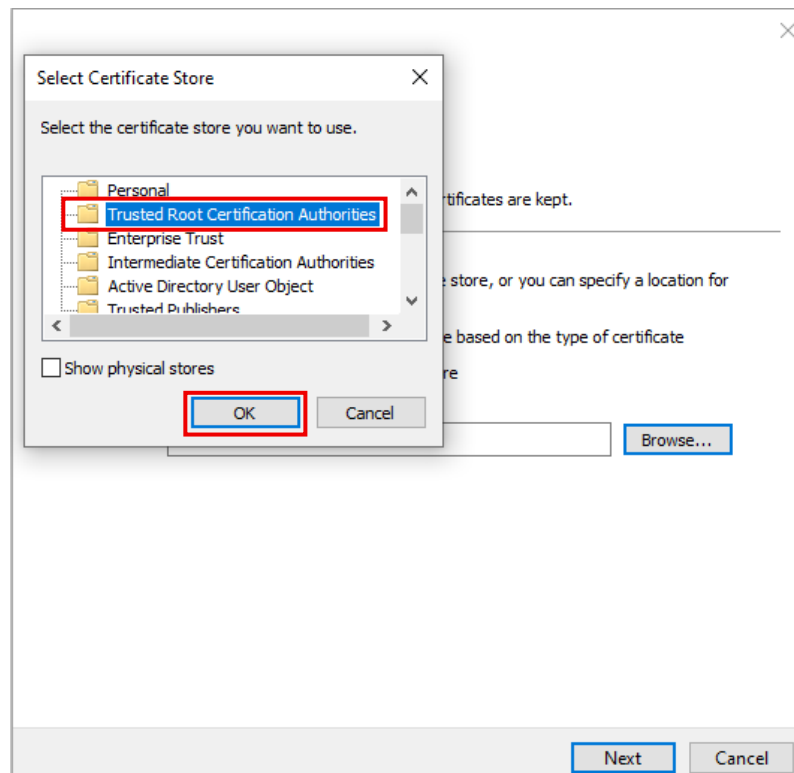 Select Certificate Store
Select the certificate store you want to use.
Personal
Trusted Root Certification Authorities
Enterprise Trust
Intermediate Certification Authorities
Active Directory User Object
Trusted Publishers
Show physical stores
OK
Cancel
certificates are kept.
store, or you can specify a location for
based on the type of certificate
Browse...
Next
Cancel